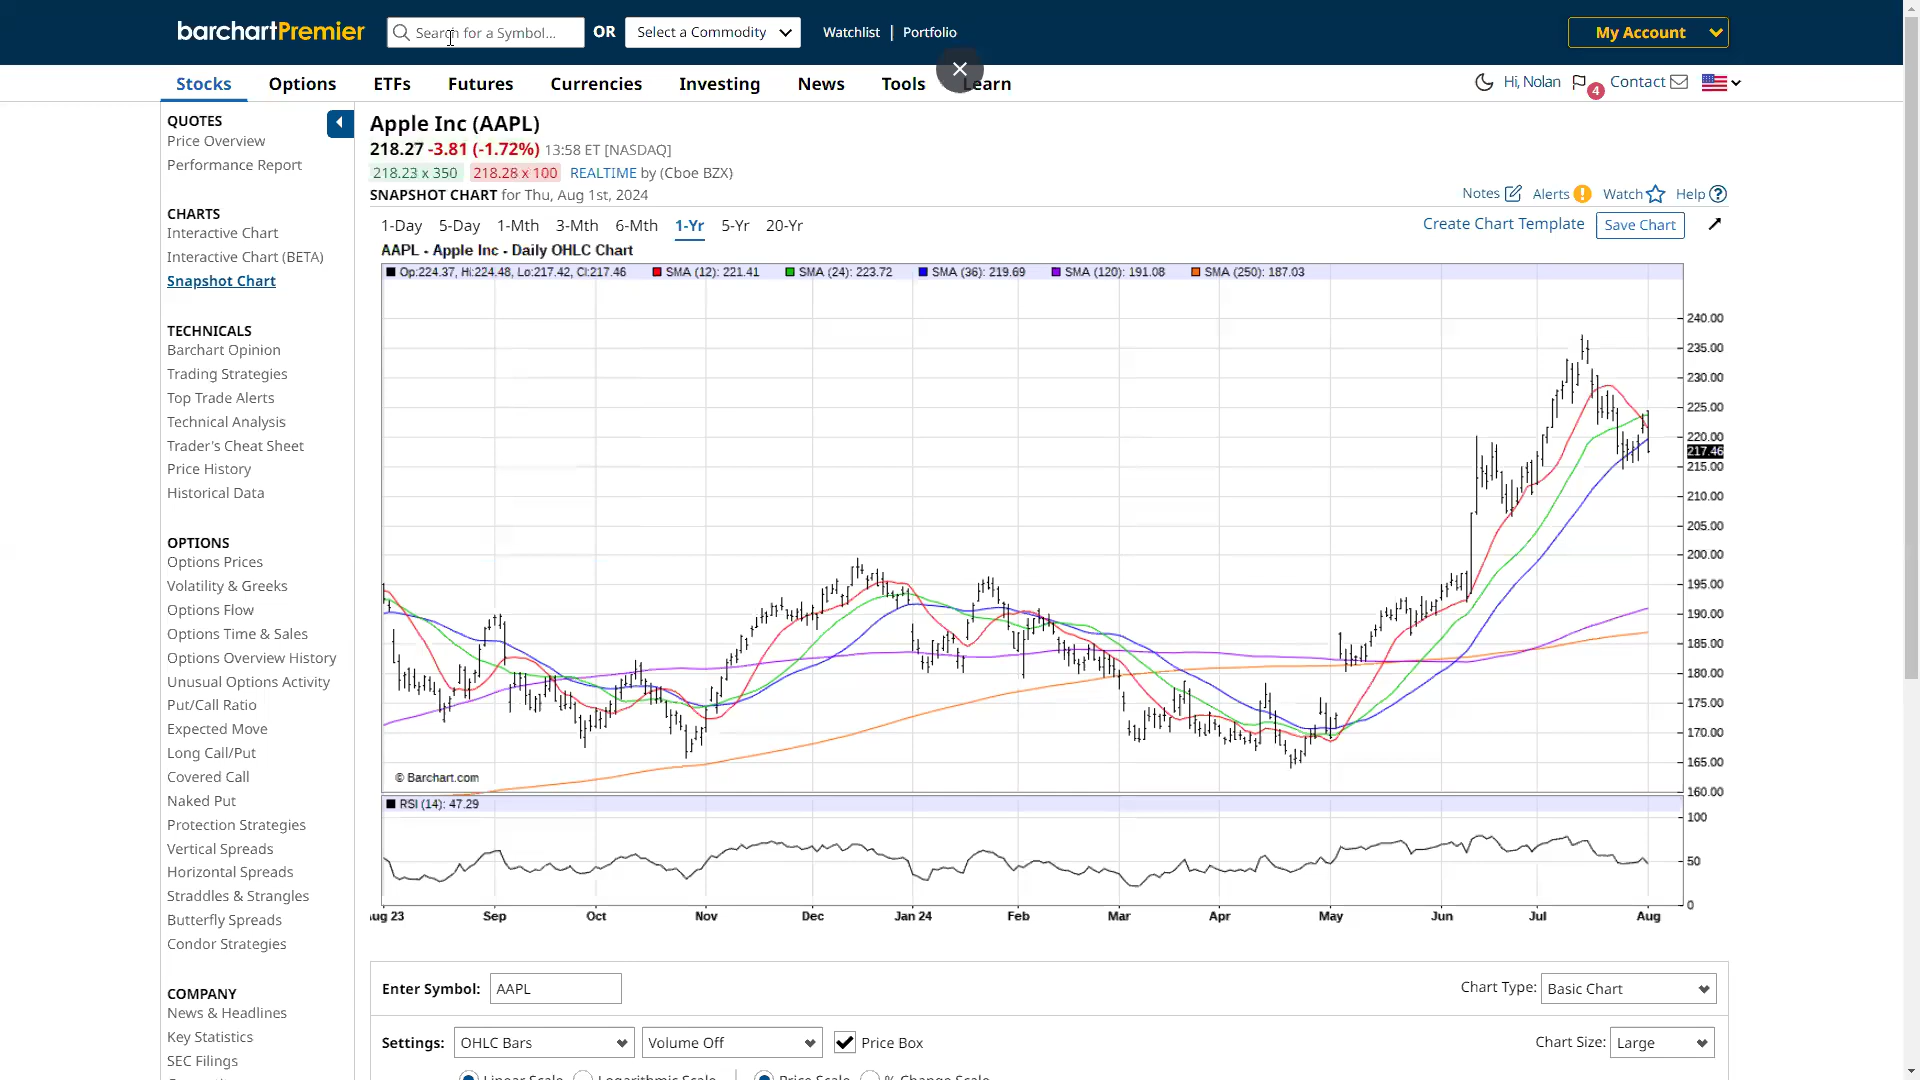 barchartPremier
Search for a Symbol...
OR
Select a Commodity
Watchlist | Portfolio
My Account
Stocks
Options
ETFs
Futures
Currencies
Investing
News
Tools
Learn
Hi, Nolan
4
Contact
QUOTES
Price Overview
Performance Report
CHARTS
Interactive Chart
Interactive Chart (BETA)
Snapshot Chart
TECHNICALS
Barchart Opinion
Trading Strategies
Top Trade Alerts
Technical Analysis
Trader's Cheat Sheet
Price History
Historical Data
OPTIONS
Options Prices
Volatility & Greeks
Options Flow
Options Time & Sales
Options Overview History
Unusual Options Activity
Put/Call Ratio
Expected Move
Long Call/Put
Covered Call
Naked Put
Protection Strategies
Vertical Spreads
Horizontal Spreads
Straddles & Strangles
Butterfly Spreads
Condor Strategies
COMPANY
News & Headlines
Key Statistics
SEC Filings
Apple Inc (AAPL)
218.27 -3.81 (-1.72%) 13:58 ET [NASDAQ]
218.23 x 350 218.28 x 100 REALTIME by (Cboe BZX)
SNAPSHOT CHART for Thu, Aug 1st, 2024
Notes
Alerts
Watch
Help
1-Day 5-Day 1-Mth 3-Mth 6-Mth 1-Yr 5-Yr 20-Yr
Create Chart Template
Save Chart
AAPL - Apple Inc - Daily OHLC Chart
Op:224.37, Hi:224.48, Lo:217.42, Cl:217.46 SMA (12): 221.41 SMA (24): 223.72 SMA (36): 219.69 SMA (120): 191.08 SMA (250): 187.03
240.00
235.00
230.00
225.00
220.00
217.46
215.00
210.00
205.00
200.00
195.00
190.00
185.00
180.00
175.00
170.00
165.00
160.00
© Barchart.com
RSI (14): 47.29
100
50
0
ug 23 Sep Oct Nov Dec Jan 24 Feb Mar Apr May Jun Jul Aug
Enter Symbol: AAPL
Chart Type: Basic Chart
Settings: OHLC Bars Volume Off Price Box
Chart Size: Large
Linear Scale Logarithmic Scale | Price Scale % Change Scale